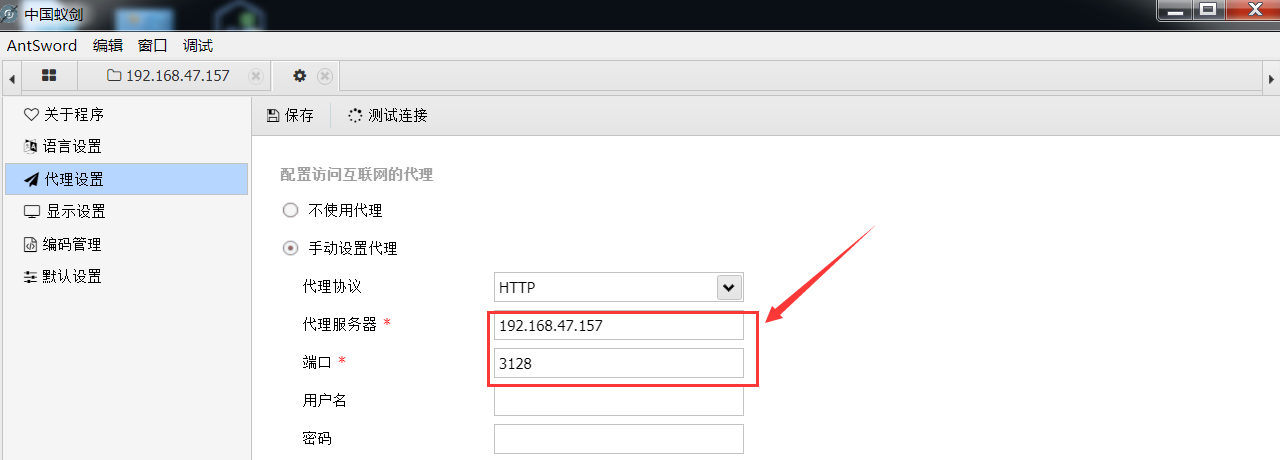 中国蚁剑
AntSword 编辑 窗口 调试
192.168.47.157
关于程序
语言设置
代理设置
显示设置
编码管理
默认设置
保存 测试连接
配置访问互联网的代理
不使用代理
手动设置代理
代理协议 HTTP
代理服务器 * 192.168.47.157
端口 * 3128
用户名
密码